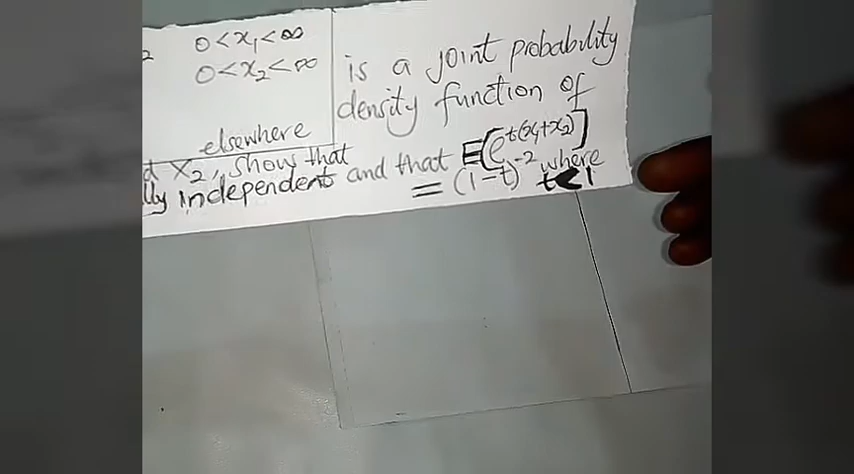 2 0<x₁<∞
0<x₂<∞
elsewhere
is a joint probability
density function of
d X₂, show that
lly independent and that E[e^t(x₁+x₂)]
= (1-t)^-2 where
t<1